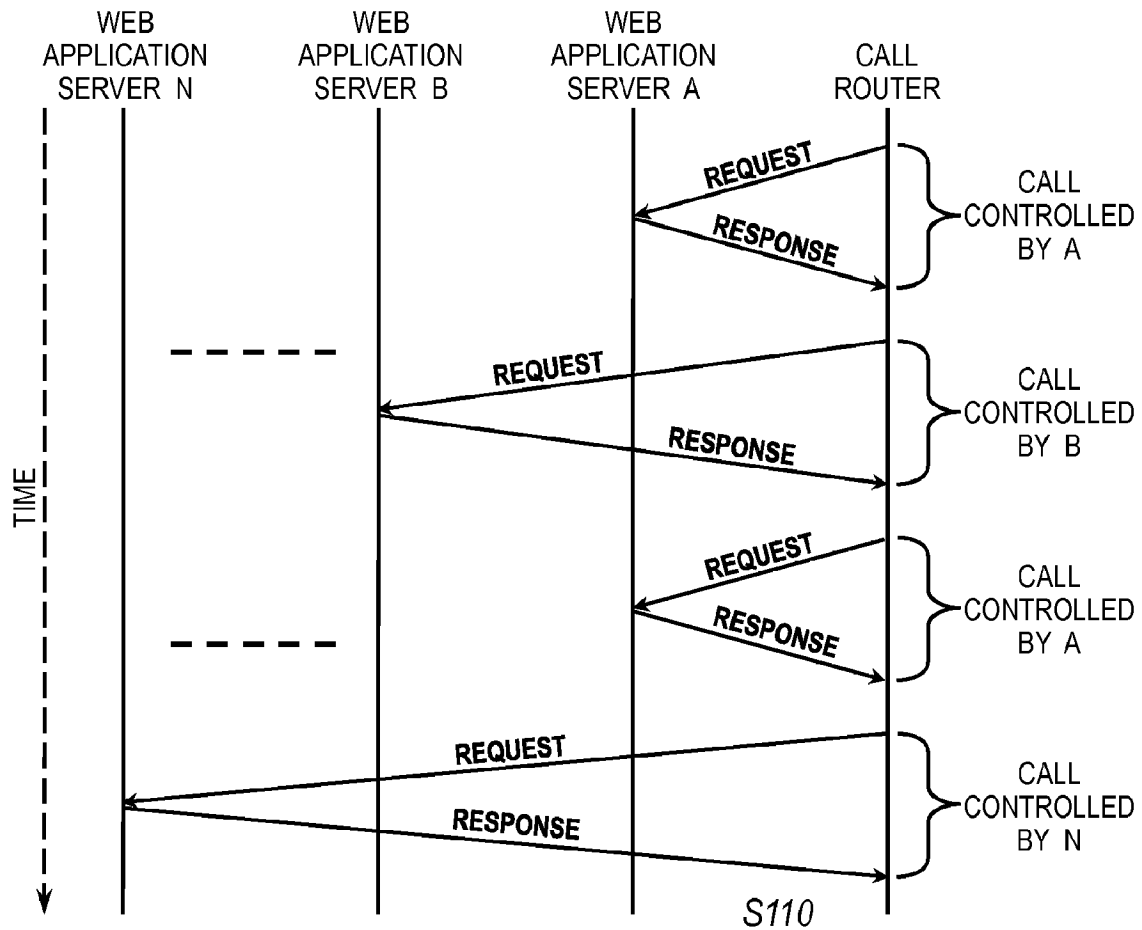 WEB
APPLICATION
SERVER N
WEB
APPLICATION
SERVER B
WEB
APPLICATION
SERVER A
CALL
ROUTER
REQUEST
RESPONSE
CALL
CONTROLLED
BY A
REQUEST
RESPONSE
CALL
CONTROLLED
BY B
TIME
REQUEST
RESPONSE
CALL
CONTROLLED
BY A
REQUEST
RESPONSE
CALL
CONTROLLED
BY N
S110